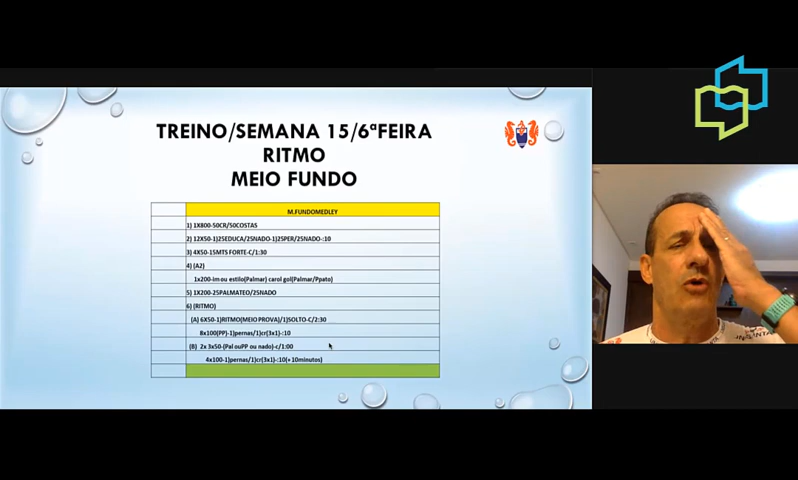 TREINO/SEMANA 15/6ªFEIRA
RITMO
MEIO FUNDO
M.FUNDOMEDLEY
1) 1X800-50CR/50COSTAS
2) 12X50-1)25EDUCA/25NADO-1)25PER/25NADO-:10
3) 4X50-15MTS FORTE-C/1:30
4) (A2)
1x200-im ou estilo(Palmar) carol gol(Palmar/Ppato)
5) 1X200-25PALMATEO/25NADO
6) (RITMO)
(A) 6X50-1)RITMO(MEIO PROVA)/1)SOLTO-C/2:30
8x100(PP)-1)pernas/1)cr(3x1)-:10
(B) 2x 3x50-(Pal ouPP ou nado)-c/1:00
4x100-1)pernas/1)cr(3x1)-:10(+10minutos)